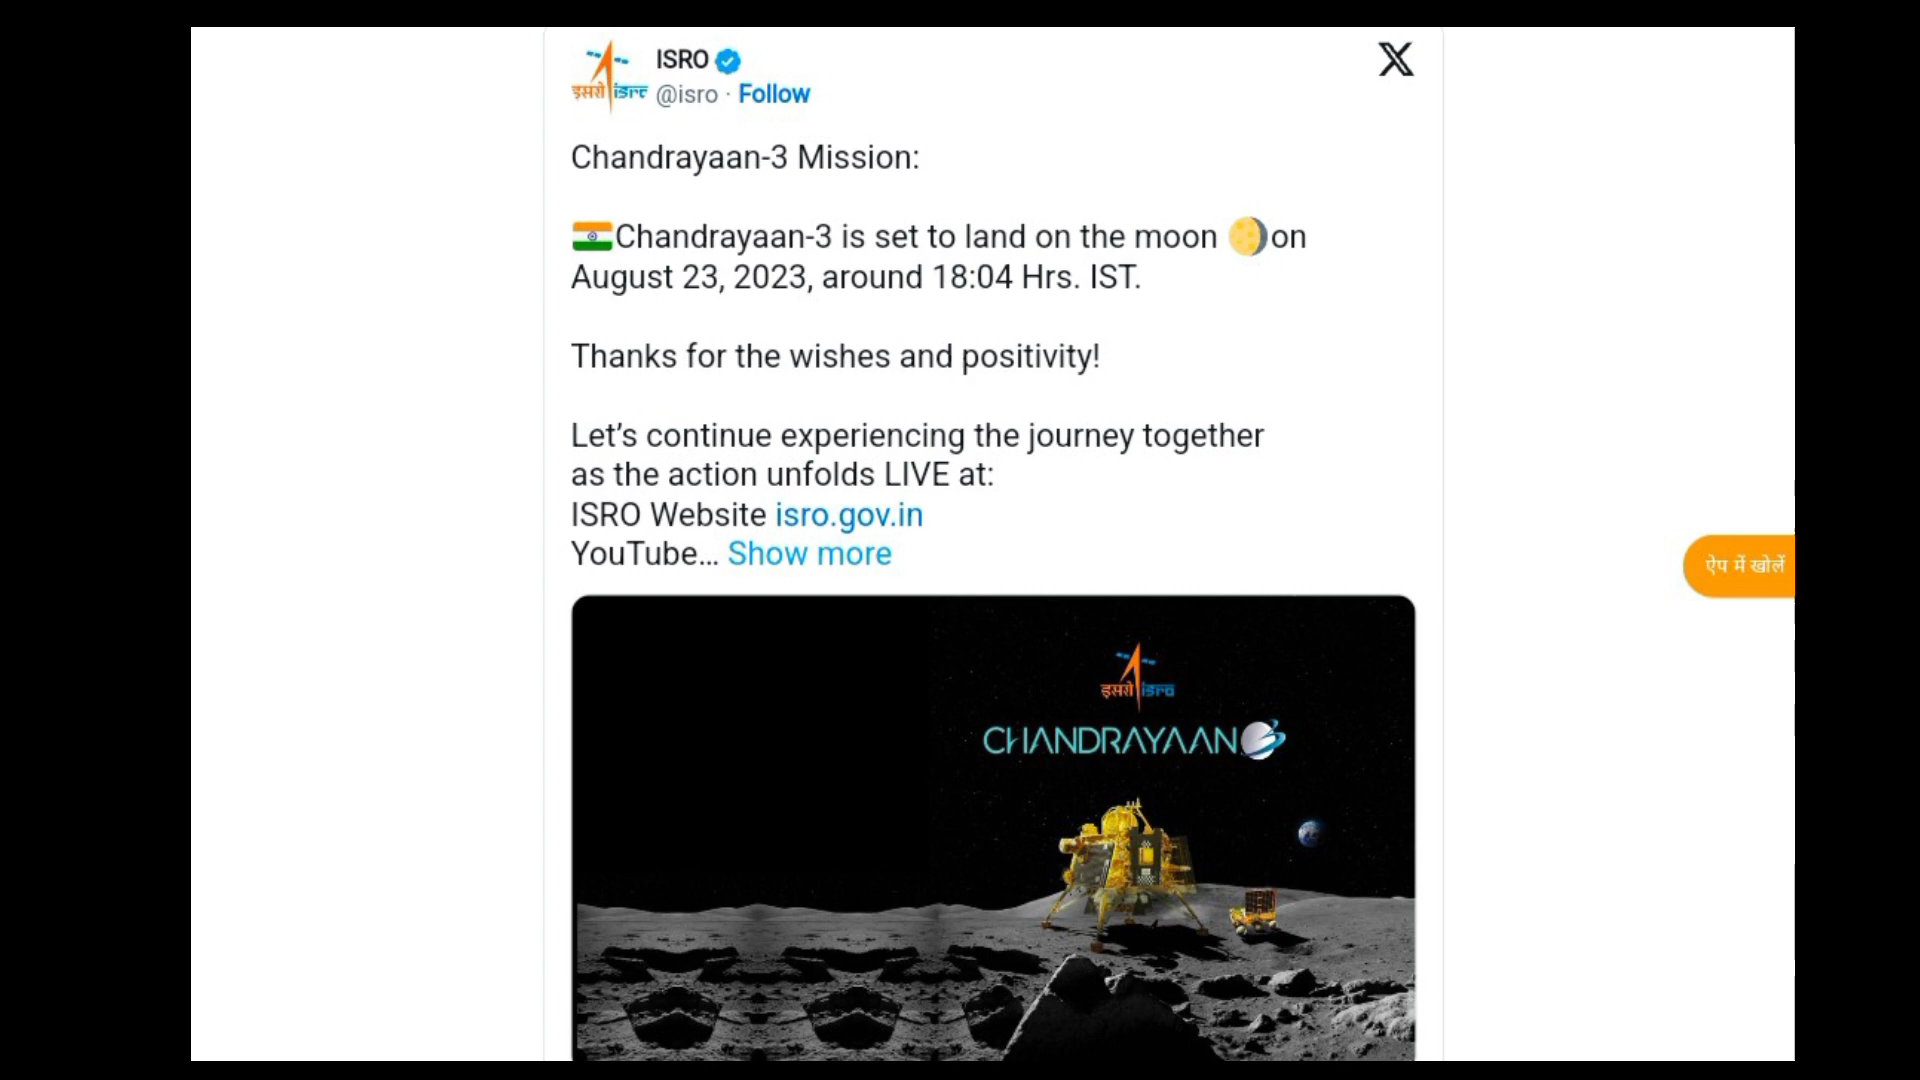 ISRO
इसरो isro @isro · Follow
Chandrayaan-3 Mission:
Chandrayaan-3 is set to land on the moon on
August 23, 2023, around 18:04 Hrs. IST.
Thanks for the wishes and positivity!
Let’s continue experiencing the journey together
as the action unfolds LIVE at:
ISRO Website isro.gov.in
YouTube... Show more
ऐप में खोलें
इसरो isro
CHANDRAYAAN 3